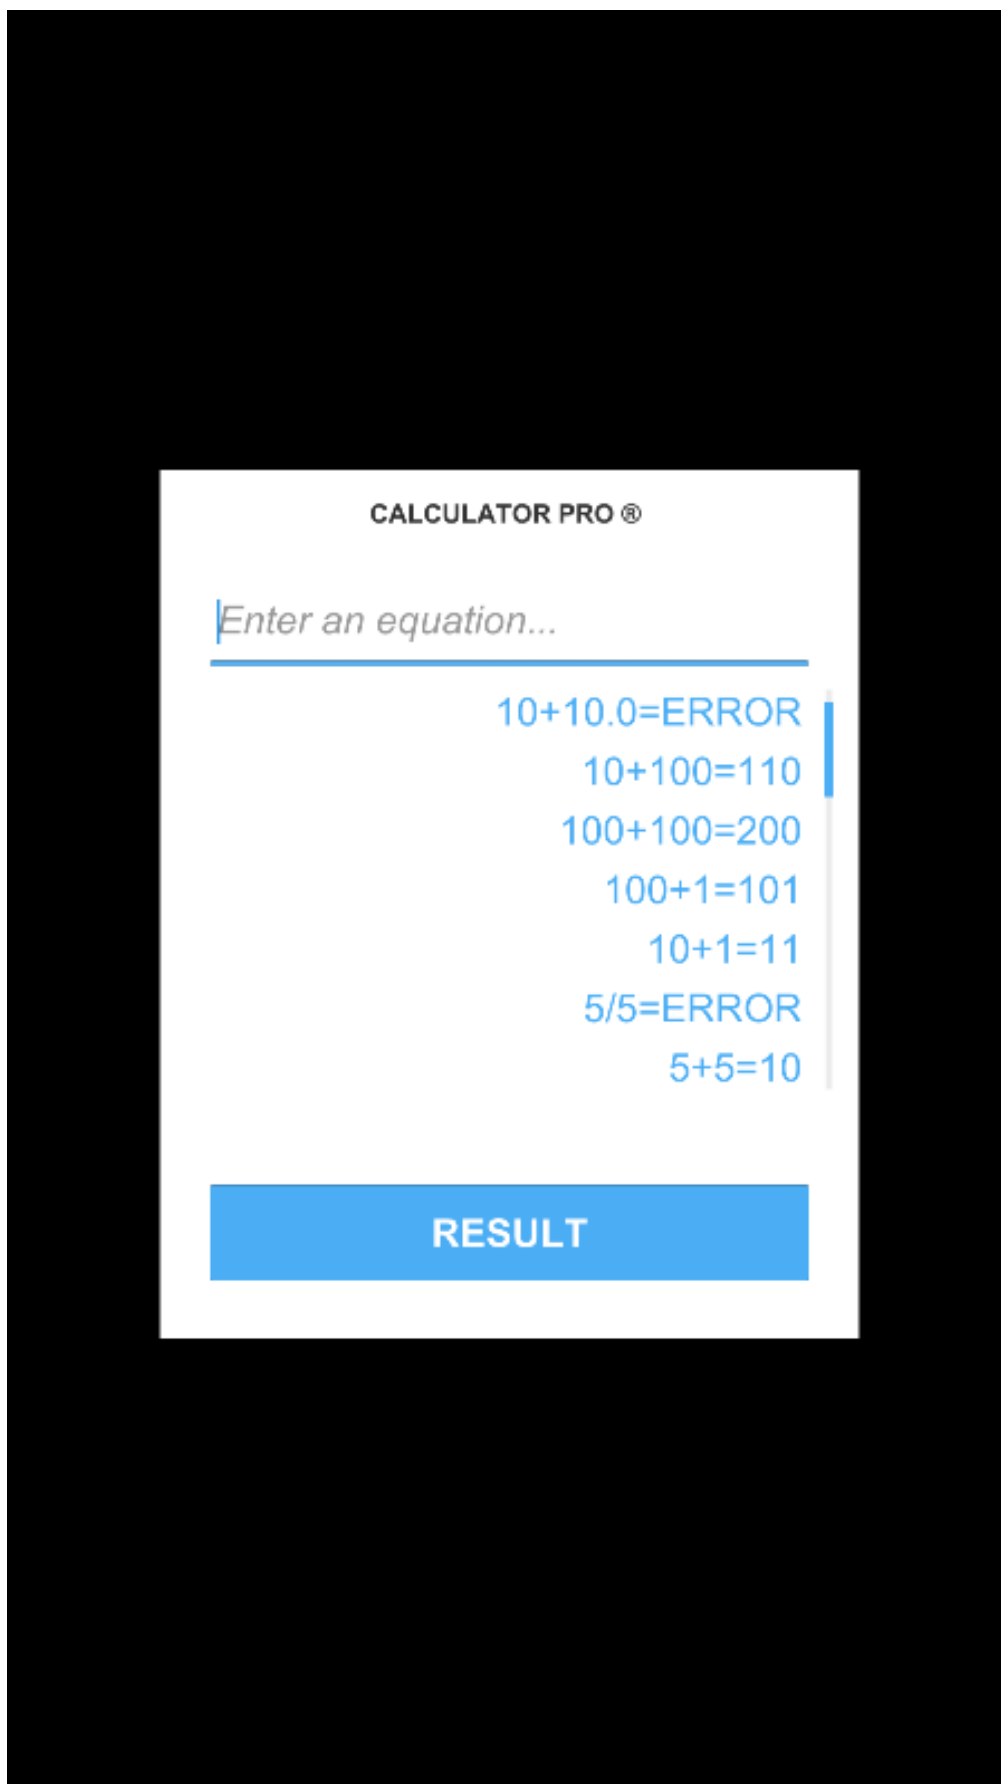 CALCULATOR PRO ®
Enter an equation...
10+10.0=ERROR
10+100=110
100+100=200
100+1=101
10+1=11
5/5=ERROR
5+5=10
RESULT